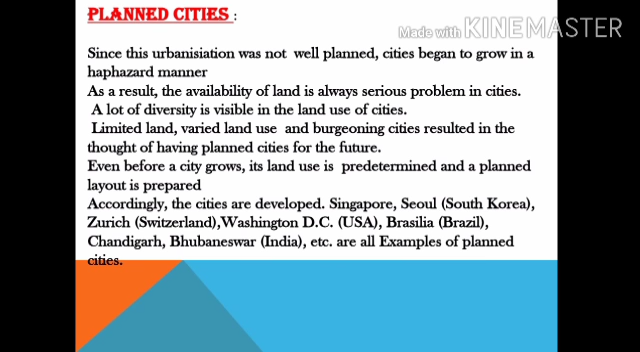 PLANNED CITIES :
Made with KINEMASTER
Since this urbanisiation was not well planned, cities began to grow in a
haphazard manner
As a result, the availability of land is always serious problem in cities.
A lot of diversity is visible in the land use of cities.
Limited land, varied land use and burgeoning cities resulted in the
thought of having planned cities for the future.
Even before a city grows, its land use is predetermined and a planned
layout is prepared
Accordingly, the cities are developed. Singapore, Seoul (South Korea),
Zurich (Switzerland),Washington D.C. (USA), Brasilia (Brazil),
Chandigarh, Bhubaneswar (India), etc. are all Examples of planned
cities.